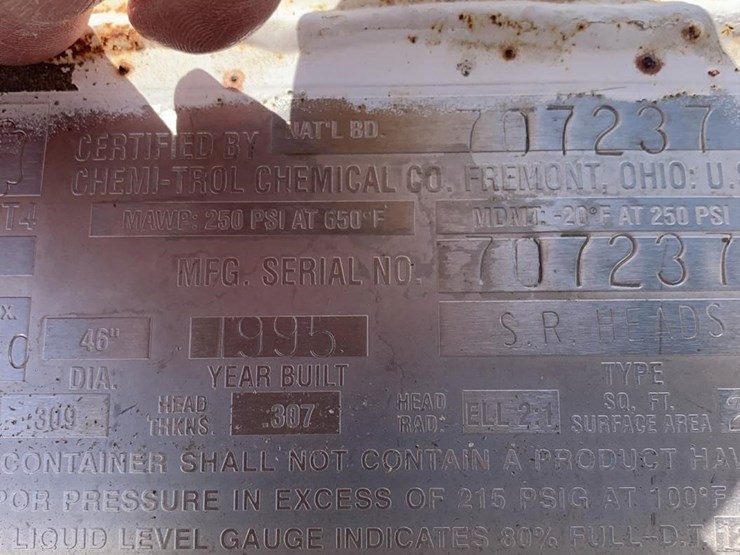 NAT'L BD. 707237
CERTIFIED BY
CHEMI-TROL CHEMICAL CO. FREMONT, OHIO: U.S
T4 MAWP: 250 PSI AT 650°F MDMT: -20°F AT 250 PSI
MFG. SERIAL NO. 707237
X. 46" 1995 S.R. HEADS
DIA. YEAR BUILT TYPE
.309 HEAD THKNS. .307 HEAD RAD: ELL 2:1 SQ. FT. SURFACE AREA 2
CONTAINER SHALL NOT CONTAIN A PRODUCT HAV
POR PRESSURE IN EXCESS OF 215 PSIG AT 100°F
LIQUID LEVEL GAUGE INDICATES 80% FULL-D.T.